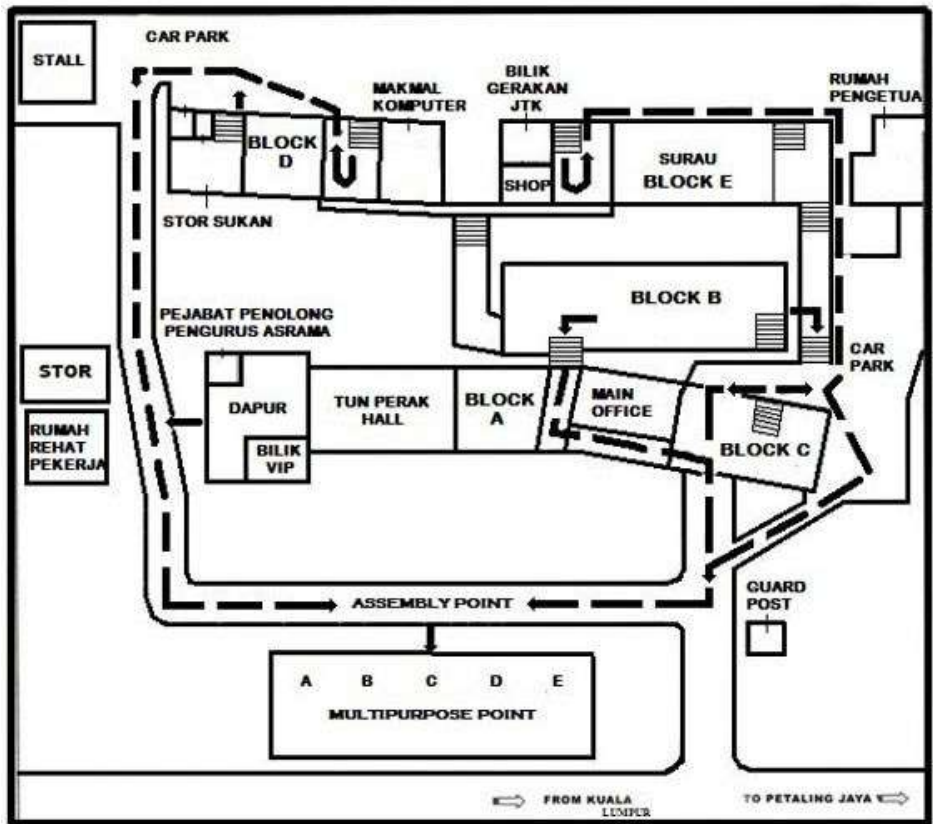 CAR PARK
STALL
MAKMAL
KOMPUTER
BILIK
GERAKAN
JTK
RUMAH
PENGETUA
BLOCK
D
SHOP
SURAU
BLOCK E
STOR SUKAN
BLOCK B
PEJABAT PENOLONG
PENGURUS ASRAMA
CAR
PARK
STOR
DAPUR
TUN PERAK
HALL
BLOCK
A
MAIN
OFFICE
RUMAH
REHAT
PEKERJA
BILIK
VIP
BLOCK C
ASSEMBLY POINT
GUARD
POST
A B C D E
MULTIPURPOSE POINT
FROM KUALA
LUMPUR
TO PETALING JAYA